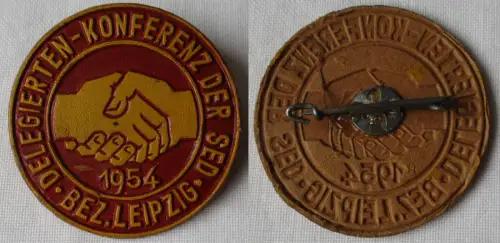 DELEGIERTEN-KONFERENZ DER SED
1954
· BEZ. LEIPZIG ·